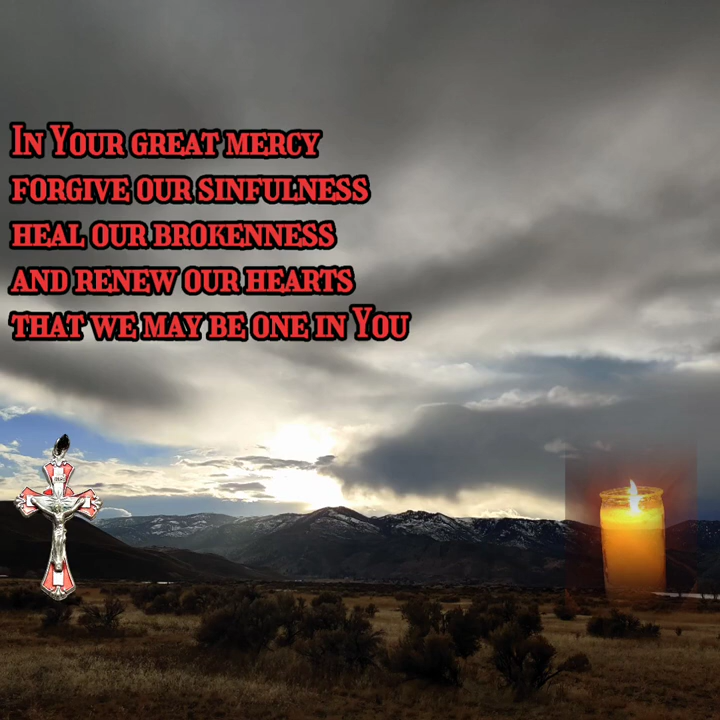 In Your great mercy
forgive our sinfulness
heal our brokenness
and renew our hearts
that we may be one in You